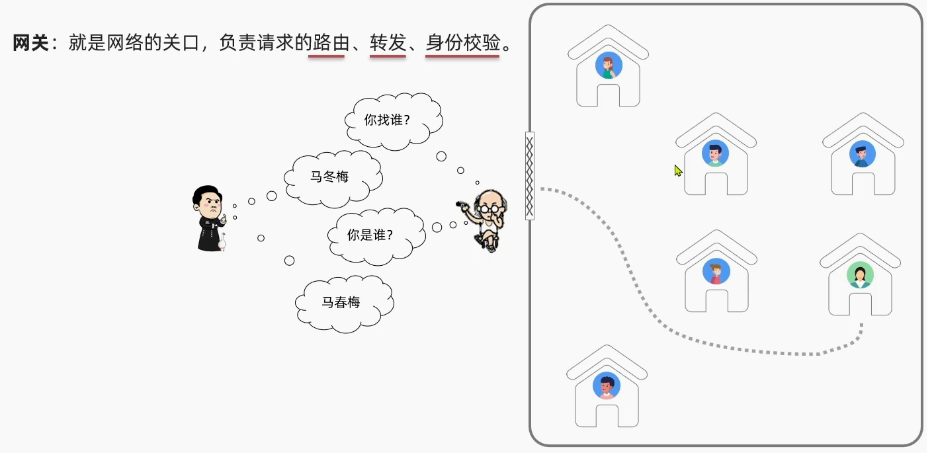 网关：就是网络的关口，负责请求的路由、转发、身份校验。
你找谁？
马冬梅
你是谁？
马春梅